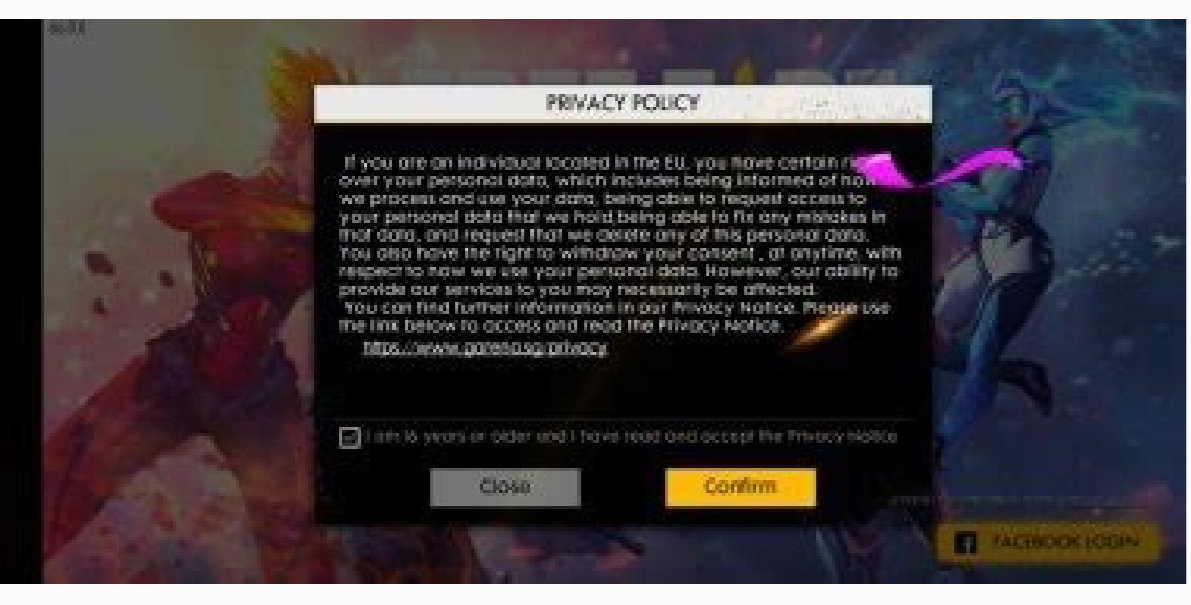 PRIVACY POLICY
If you are an individual located in the EU, you have certain
over your personal data, which includes being informed of how
we process and use your data, being able to request access to
your personal data that we hold, being able to fix any mistakes in
that data, and request that we delete any of this personal data.
You also have the right to withdraw your consent , at anytime, with
respect to how we use your personal data. However, our ability to
provide our services to you may necessarily be affected.
You can find further information in our Privacy Notice. Please use
the link below to access and read the Privacy Notice.
https://www.garena.sg/privacy
I am 16 years or older and I have read and accept the Privacy Notice
Close
Confirm
FACEBOOK LOGIN